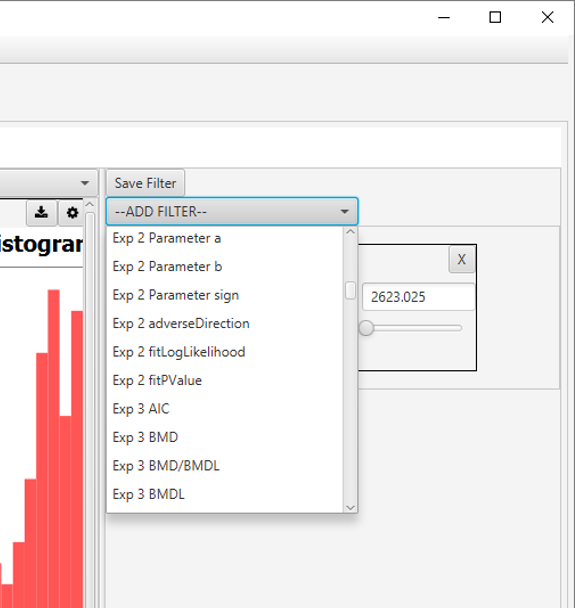 Save Filter
--ADD FILTER--
istogran
Exp 2 Parameter a
Exp 2 Parameter b
X
Exp 2 Parameter sign
2623.025
Exp 2 adverseDirection
Exp 2 fitLogLikelihood
Exp 2 fitPValue
Exp 3 AIC
Exp 3 BMD
Exp 3 BMD/BMDL
Exp 3 BMDL